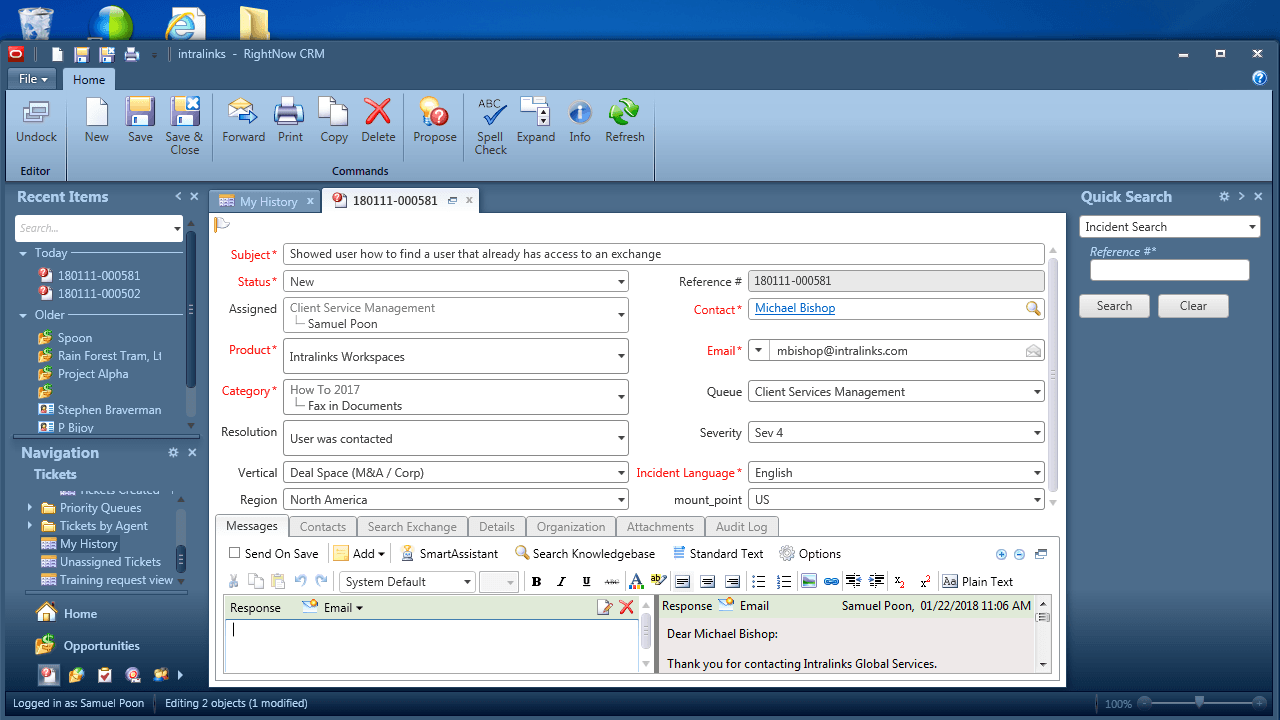 intralinks - RightNow CRM
File
Home
Undock
New
Save
Save & Close
Forward
Print
Copy
Delete
Propose
ABC
Spell Check
Expand
Info
Refresh
Editor
Commands
Recent Items
Search...
Today
180111-000581
180111-000502
Older
Spoon
Rain Forest Tram, Lt
Project Alpha
Stephen Braverman
P Bijoy
Navigation
Tickets
Tickets Created
Priority Queues
Tickets by Agent
My History
Unassigned Tickets
Training request view
Home
Opportunities
My History
180111-000581
Subject* Showed user how to find a user that already has access to an exchange
Status* New
Reference # 180111-000581
Assigned Client Service Management
Samuel Poon
Contact* Michael Bishop
Product* Intralinks Workspaces
Email* mbishop@intralinks.com
Category* How To 2017
Fax in Documents
Queue Client Services Management
Resolution User was contacted
Severity Sev 4
Vertical Deal Space (M&A / Corp)
Incident Language* English
Region North America
mount_point US
Messages Contacts Search Exchange Details Organization Attachments Audit Log
Send On Save Add SmartAssistant Search Knowledgebase Standard Text Options
System Default B I U ABC A ab x2 x2 Aa Plain Text
Response Email
Response Email Samuel Poon, 01/22/2018 11:06 AM
Dear Michael Bishop:
Thank you for contacting Intralinks Global Services.
Quick Search
Incident Search
Reference #*
Search
Clear
Logged in as: Samuel Poon
Editing 2 objects (1 modified)
100%